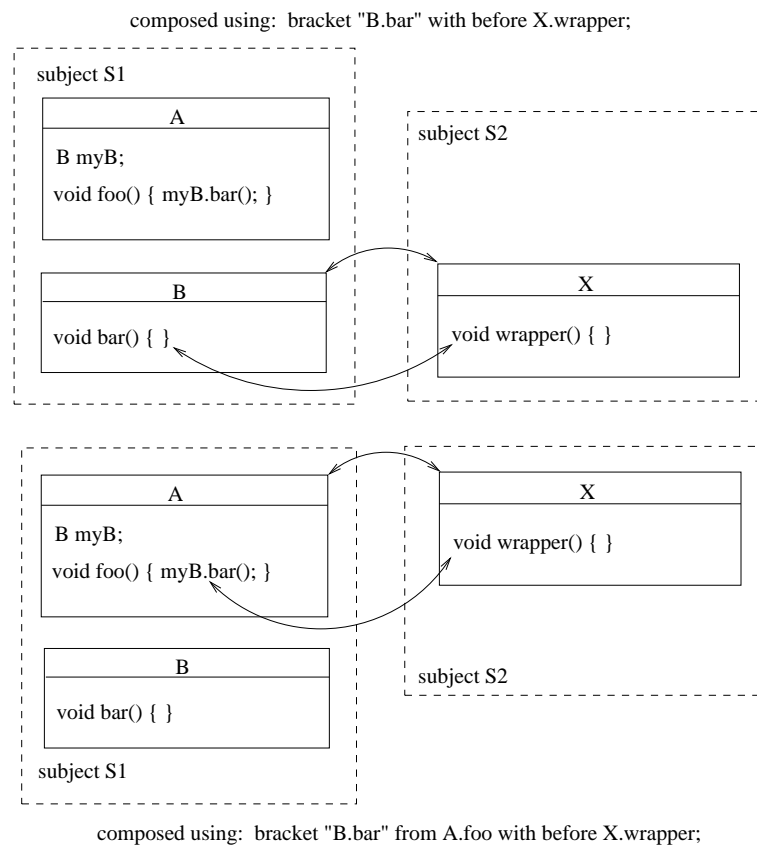 composed using: bracket "B.bar" with before X.wrapper;
subject S1
A
B myB;
void foo() { myB.bar(); }
B
void bar() { }
subject S2
X
void wrapper() { }
A
B myB;
void foo() { myB.bar(); }
B
void bar() { }
subject S1
X
void wrapper() { }
subject S2
composed using: bracket "B.bar" from A.foo with before X.wrapper;